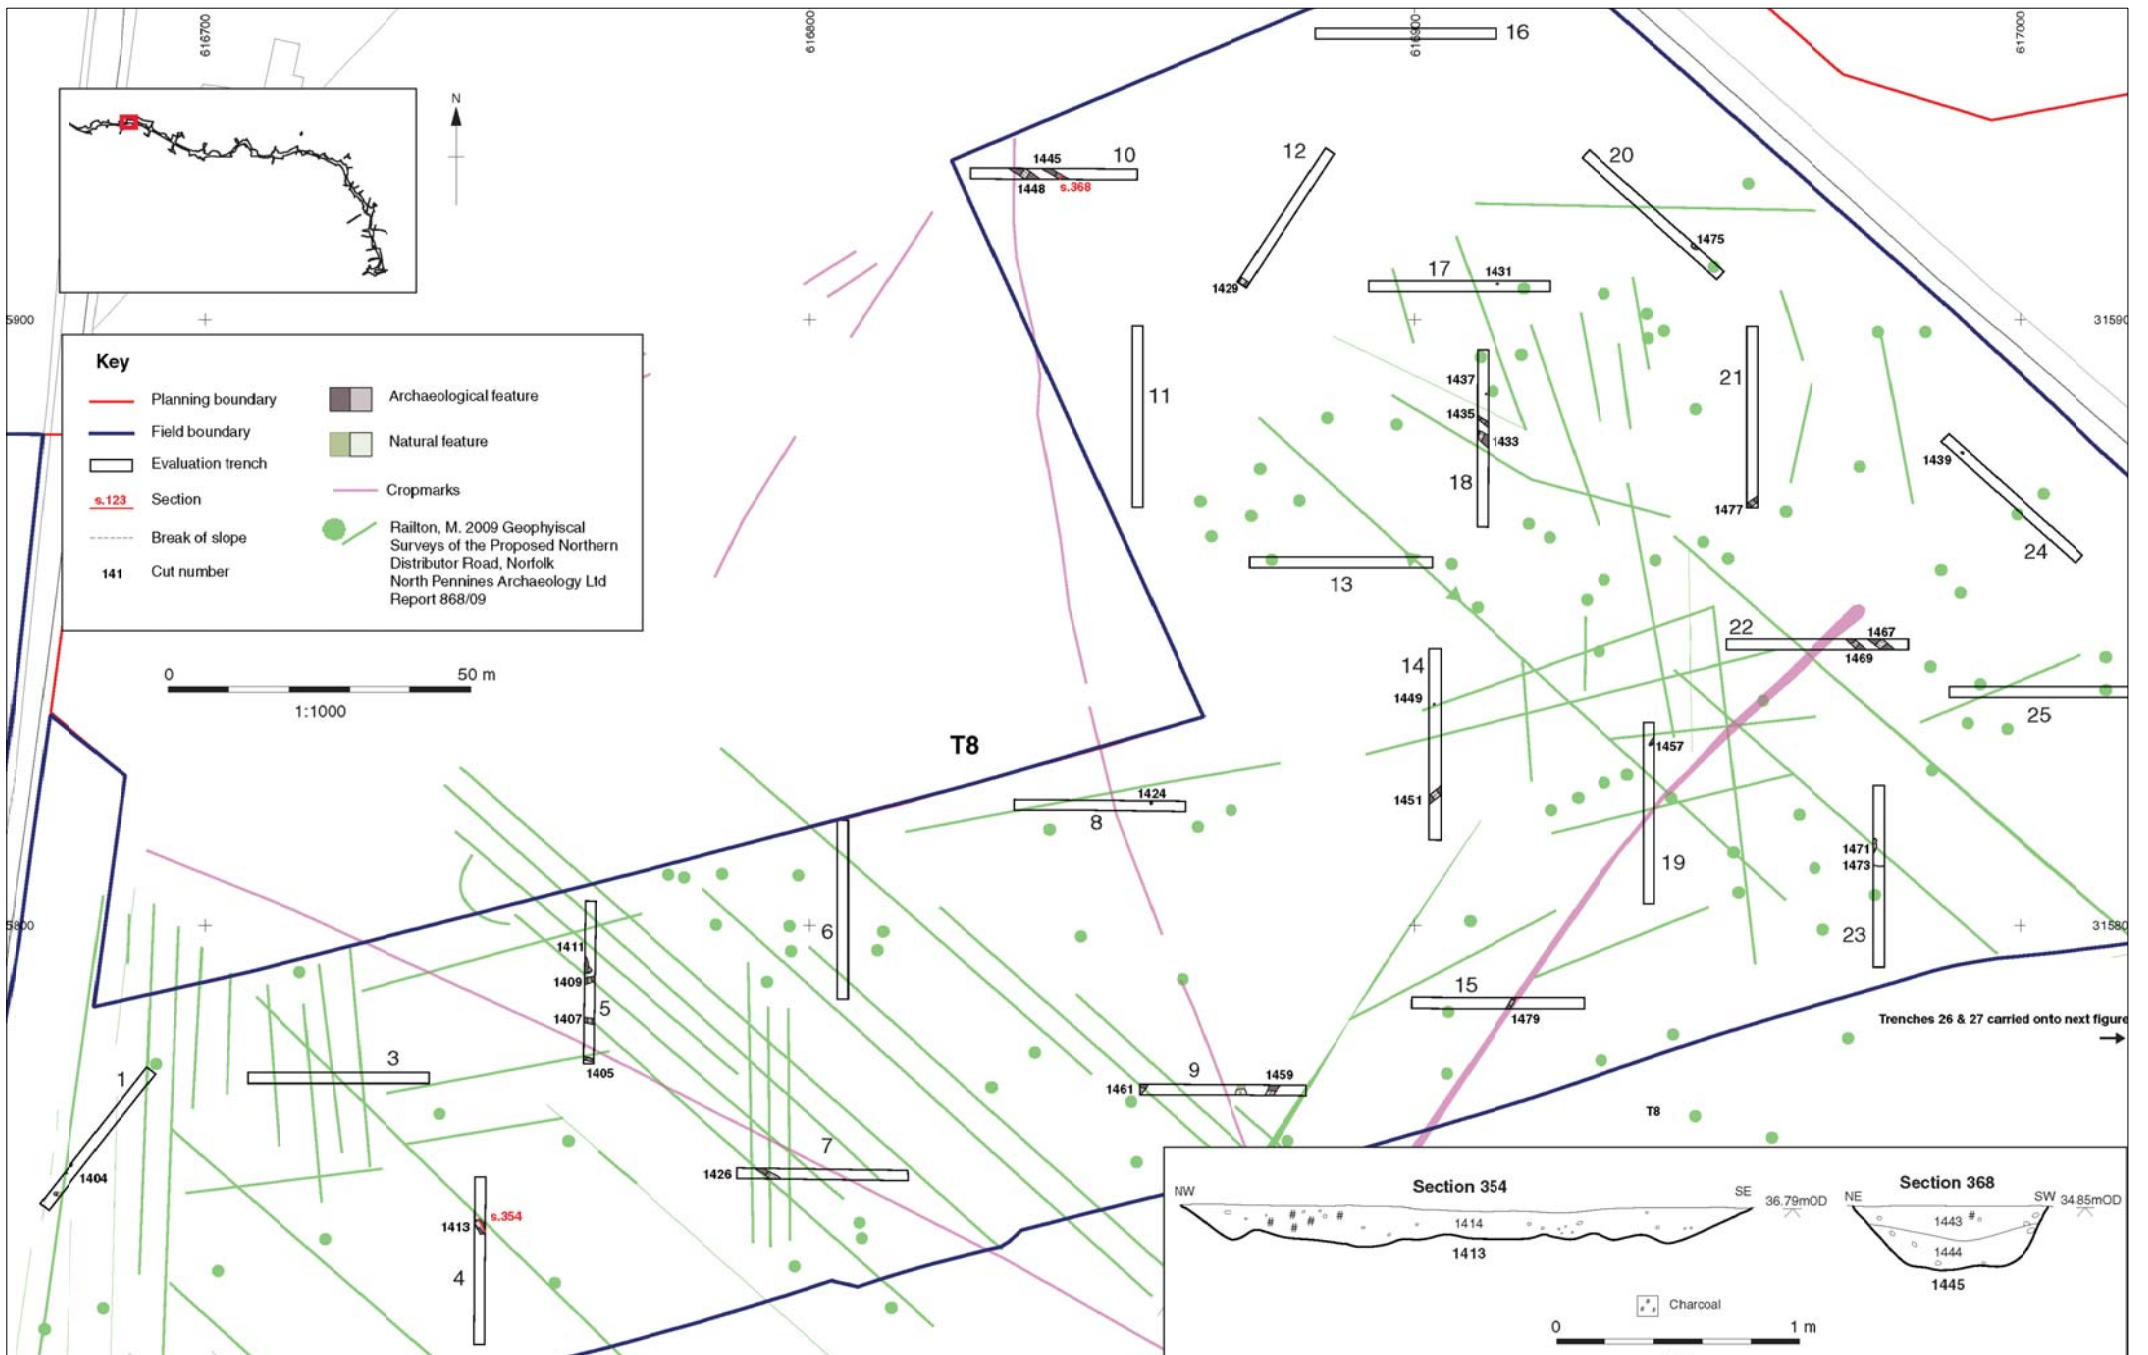 616700
616800
616900
617000
16
N
1445
10
1448
s.368
12
1429
20
1475
17
1431
5900
3159
Key
Planning boundary
Field boundary
Evaluation trench
s.123
Section
Break of slope
141
Cut number
Archaeological feature
Natural feature
Cropmarks
Railton, M. 2009 Geophyiscal
Surveys of the Proposed Northern
Distributor Road, Norfolk
North Pennines Archaeology Ltd
Report 868/09
11
1437
1435
1433
18
21
1477
1439
24
13
0
50 m
1:1000
T8
14
1449
1451
22
1467
1469
25
1457
19
1424
8
1471
1473
23
6
5800
3158
1411
1409
1407
5
1405
15
1479
Trenches 26 & 27 carried onto next figure
1
3
1404
9
1461
1459
T8
7
1426
1413
s.354
4
NW
Section 354
SE
36.79m0D
1414
1413
Section 368
NE
SW
34.85mOD
1443
1444
1445
Charcoal
0
1 m